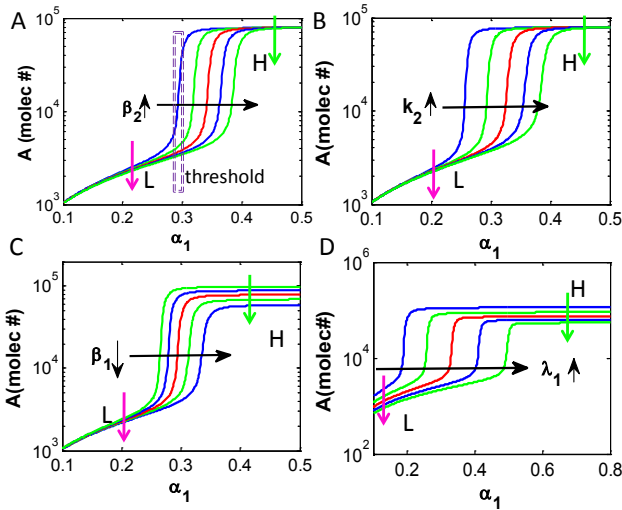 A
A (molec #)
10^5
10^4
10^3
β2
H
L
threshold
0.1 0.2 0.3 0.4 0.5
α1
B
A(molec #)
10^5
10^4
10^3
k2
H
L
0.1 0.2 0.3 0.4 0.5
α1
C
A(molec #)
10^5
10^4
10^3
β1
H
L
0.1 0.2 0.3 0.4 0.5
α1
D
A(molec #)
10^6
10^4
10^2
H
λ1
L
0.2 0.4 0.6 0.8
α1